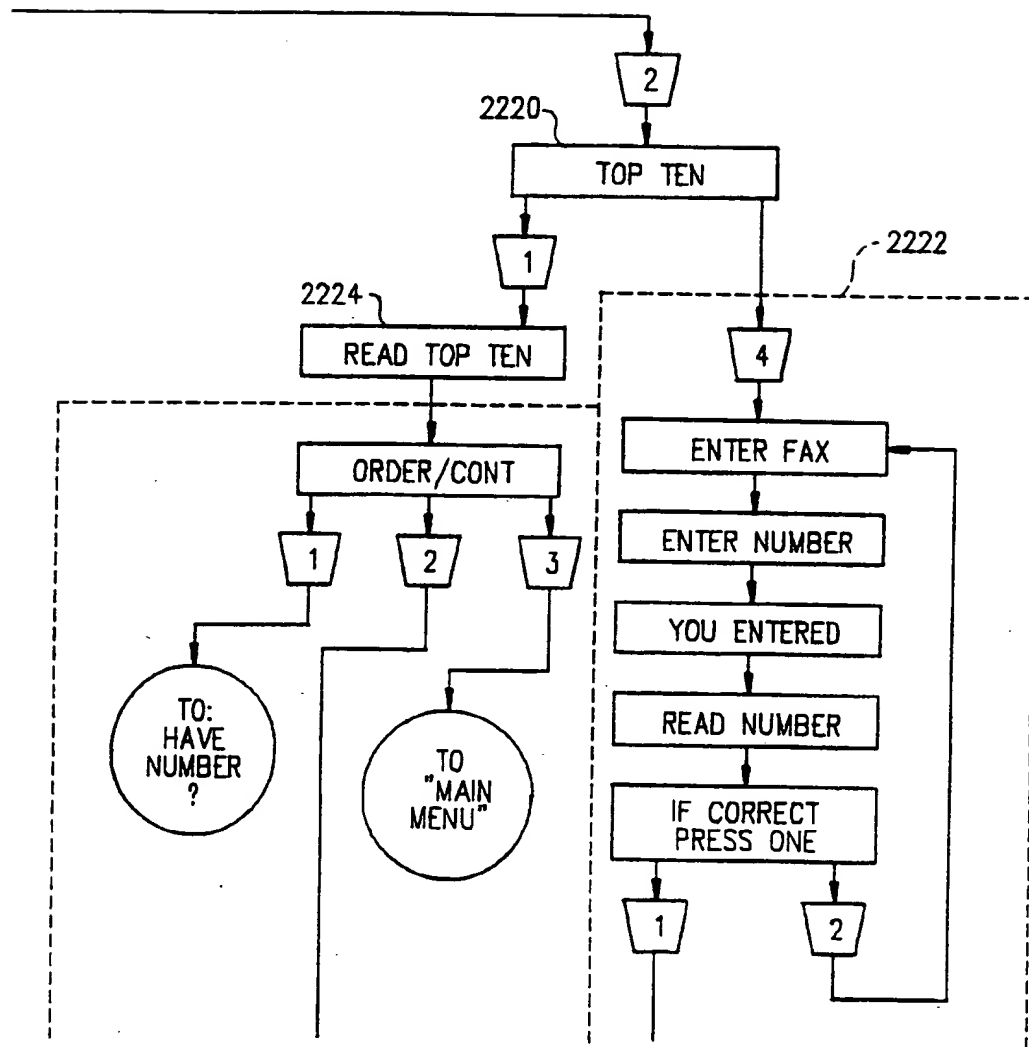 2
2220
TOP TEN
1
2222
2224
READ TOP TEN
4
ORDER/CONT
ENTER FAX
1
2
3
ENTER NUMBER
YOU ENTERED
TO:
HAVE
NUMBER
?
TO
"MAIN
MENU"
READ NUMBER
IF CORRECT
PRESS ONE
1
2